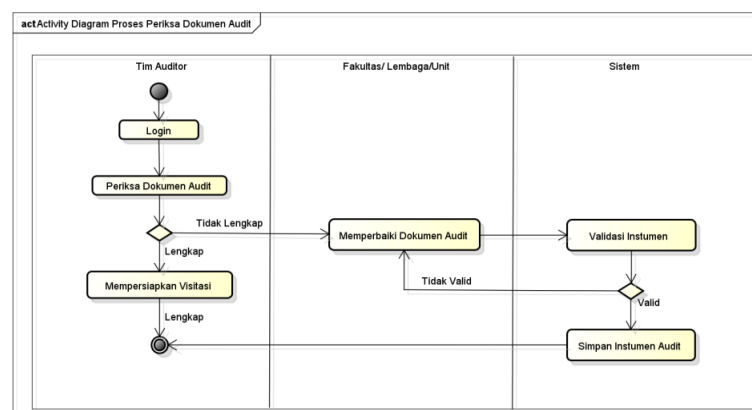 act Activity Diagram Proses Periksa Dokumen Audit
Tim Auditor
Fakultas/ Lembaga/Unit
Sistem
Login
Periksa Dokumen Audit
Tidak Lengkap
Memperbaiki Dokumen Audit
Validasi Instumen
Lengkap
Mempersiapkan Visitasi
Tidak Valid
Valid
Lengkap
Simpan Instumen Audit